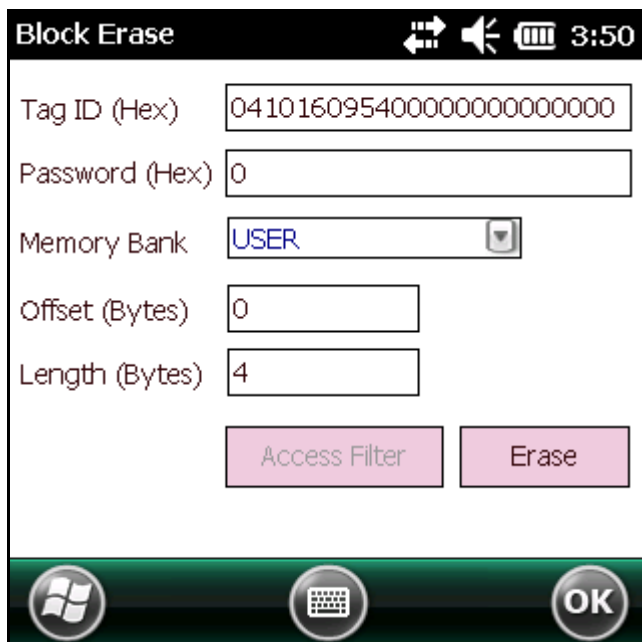 Block Erase 3:50
Tag ID (Hex) 041016095400000000000000
Password (Hex) 0
Memory Bank USER
Offset (Bytes) 0
Length (Bytes) 4
Access Filter Erase
OK